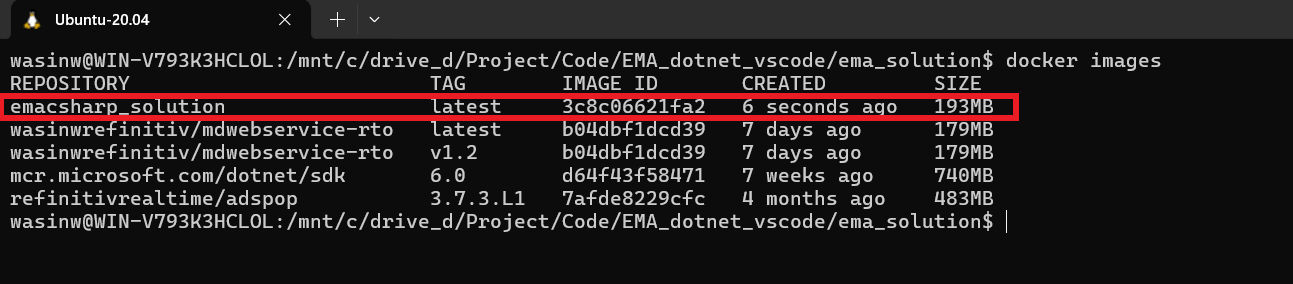 Ubuntu-20.04
wasinw@WIN-V793K3HCLOL:/mnt/c/drive_d/Project/Code/EMA_dotnet_vscode/ema_solution$ docker images
REPOSITORY TAG IMAGE ID CREATED SIZE
emacsharp_solution latest 3c8c06621fa2 6 seconds ago 193MB
wasinwrefinitiv/mdwebservice-rto latest b04dbf1dcd39 7 days ago 179MB
wasinwrefinitiv/mdwebservice-rto v1.2 b04dbf1dcd39 7 days ago 179MB
mcr.microsoft.com/dotnet/sdk 6.0 d64f43f58471 7 weeks ago 740MB
refinitivrealtime/adspop 3.7.3.L1 7afde8229cfc 4 months ago 483MB
wasinw@WIN-V793K3HCLOL:/mnt/c/drive_d/Project/Code/EMA_dotnet_vscode/ema_solution$